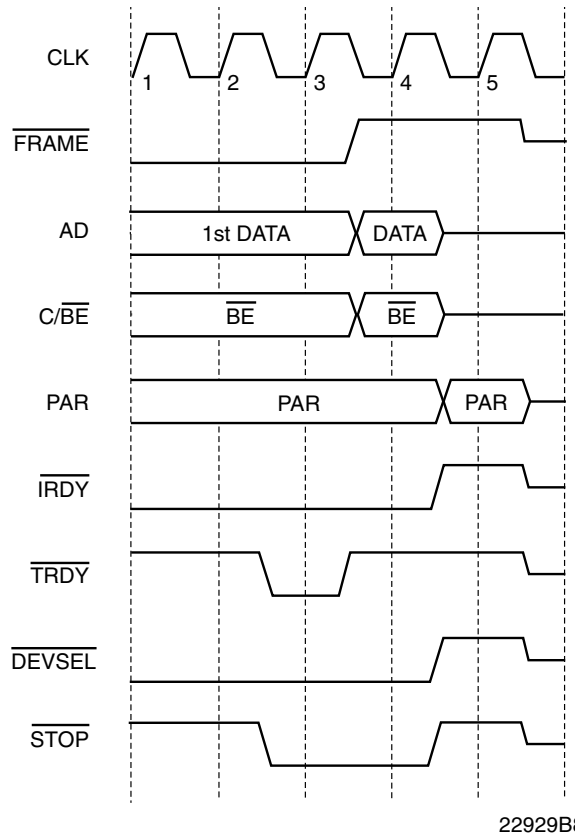 CLK
1 2 3 4 5
FRAME
AD 1st DATA DATA
C/BE BE BE
PAR PAR PAR
IRDY
TRDY
DEVSEL
STOP